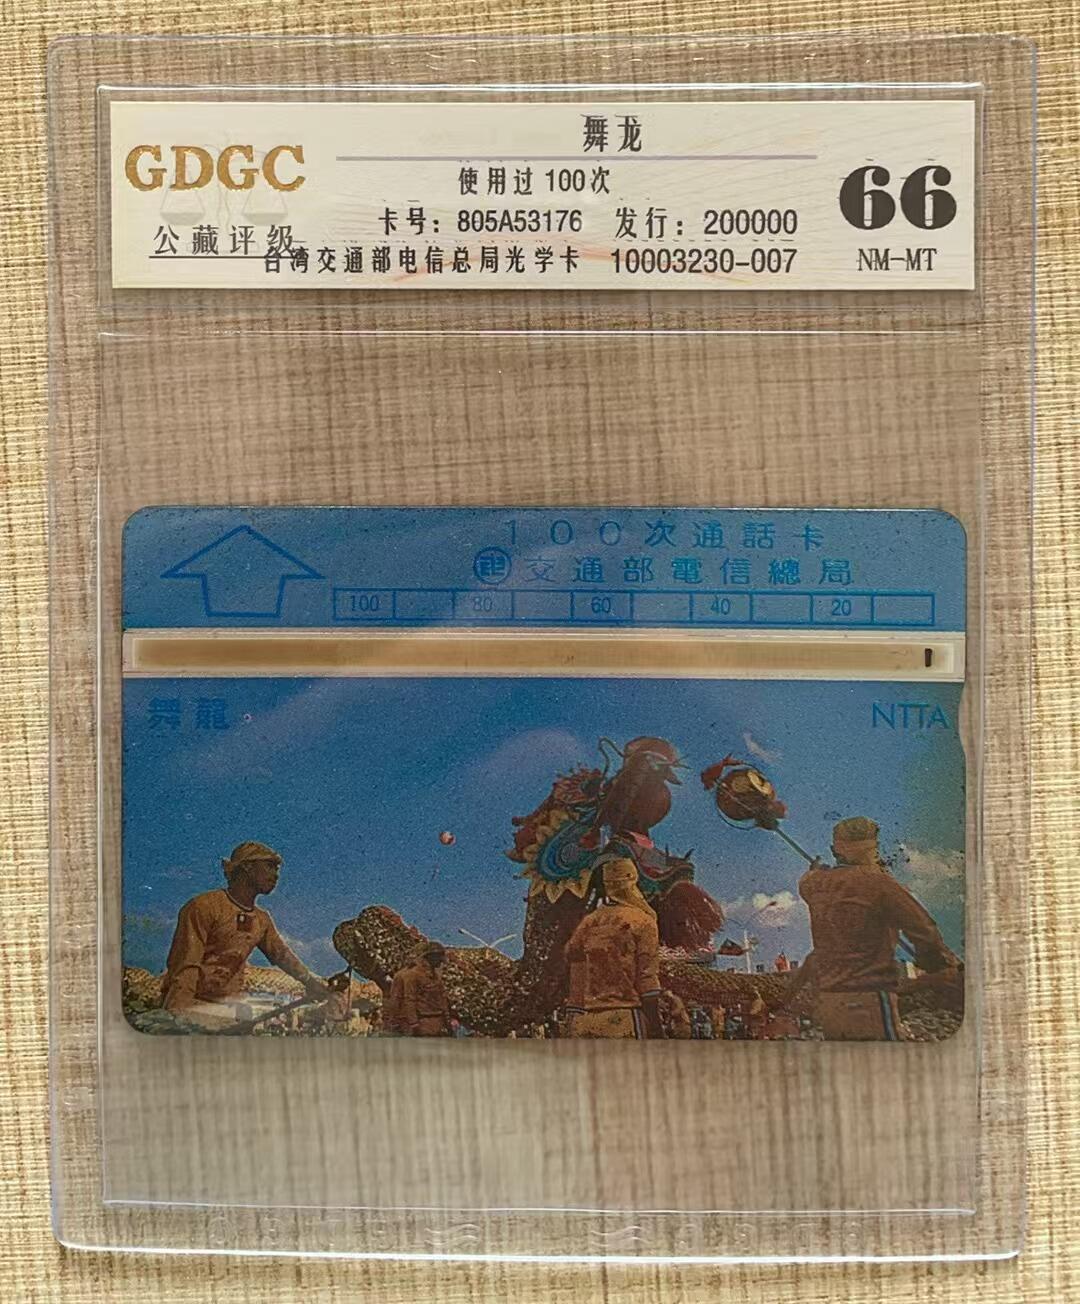 舞龙
GDGC
使用过 100次
66
卡号：805A53176 发行：200000
公藏评级
台湾交通部电信总局光学卡 10003230-007
NM-MT
100次通話卡
交通部電信總局
100 80 60 40 20
舞龍
NTTA